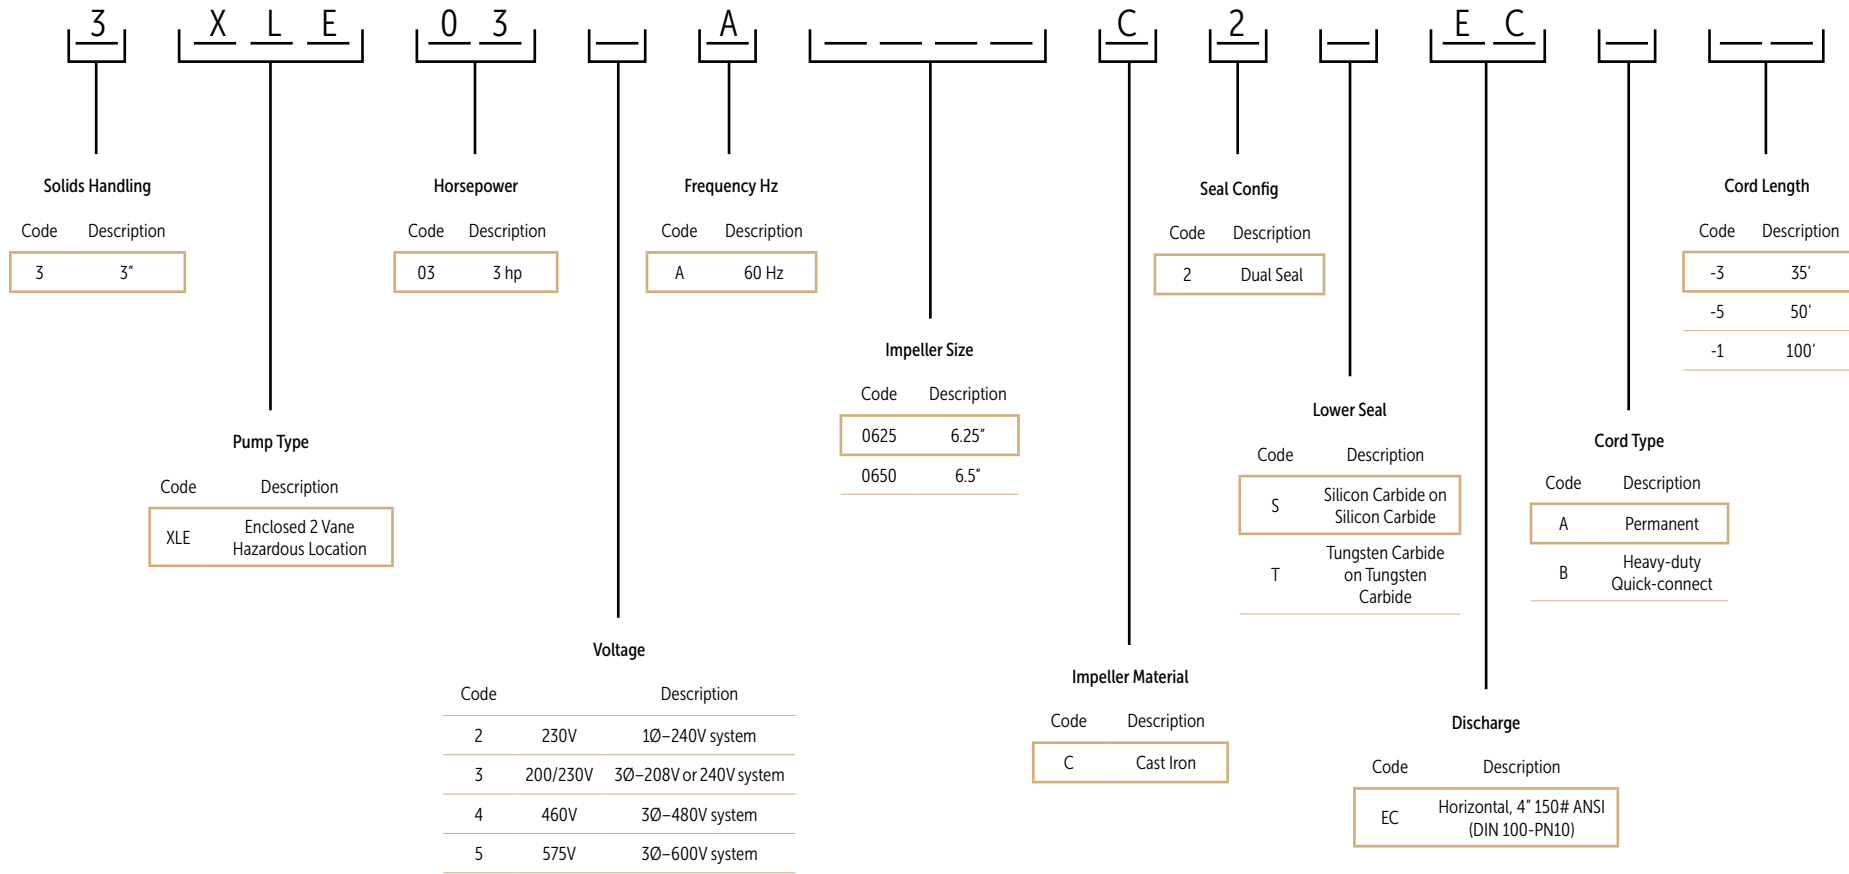 3 X L E 0 3 A C 2 E C
Solids Handling
Code Description
3 3″
Horsepower
Code Description
03 3 hp
Frequency Hz
Code Description
A 60 Hz
Seal Config
Code Description
2 Dual Seal
Cord Length
Code Description
-3 35′
-5 50′
-1 100′
Impeller Size
Code Description
0625 6.25″
0650 6.5″
Lower Seal
Code Description
S Silicon Carbide on
Silicon Carbide
T Tungsten Carbide
on Tungsten
Carbide
Pump Type
Code Description
XLE Enclosed 2 Vane
Hazardous Location
Cord Type
Code Description
A Permanent
B Heavy-duty
Quick-connect
Voltage
Code Description
2 230V 1Ø–240V system
3 200/230V 3Ø–208V or 240V system
4 460V 3Ø–480V system
5 575V 3Ø–600V system
Impeller Material
Code Description
C Cast Iron
Discharge
Code Description
EC Horizontal, 4″ 150# ANSI
(DIN 100-PN10)